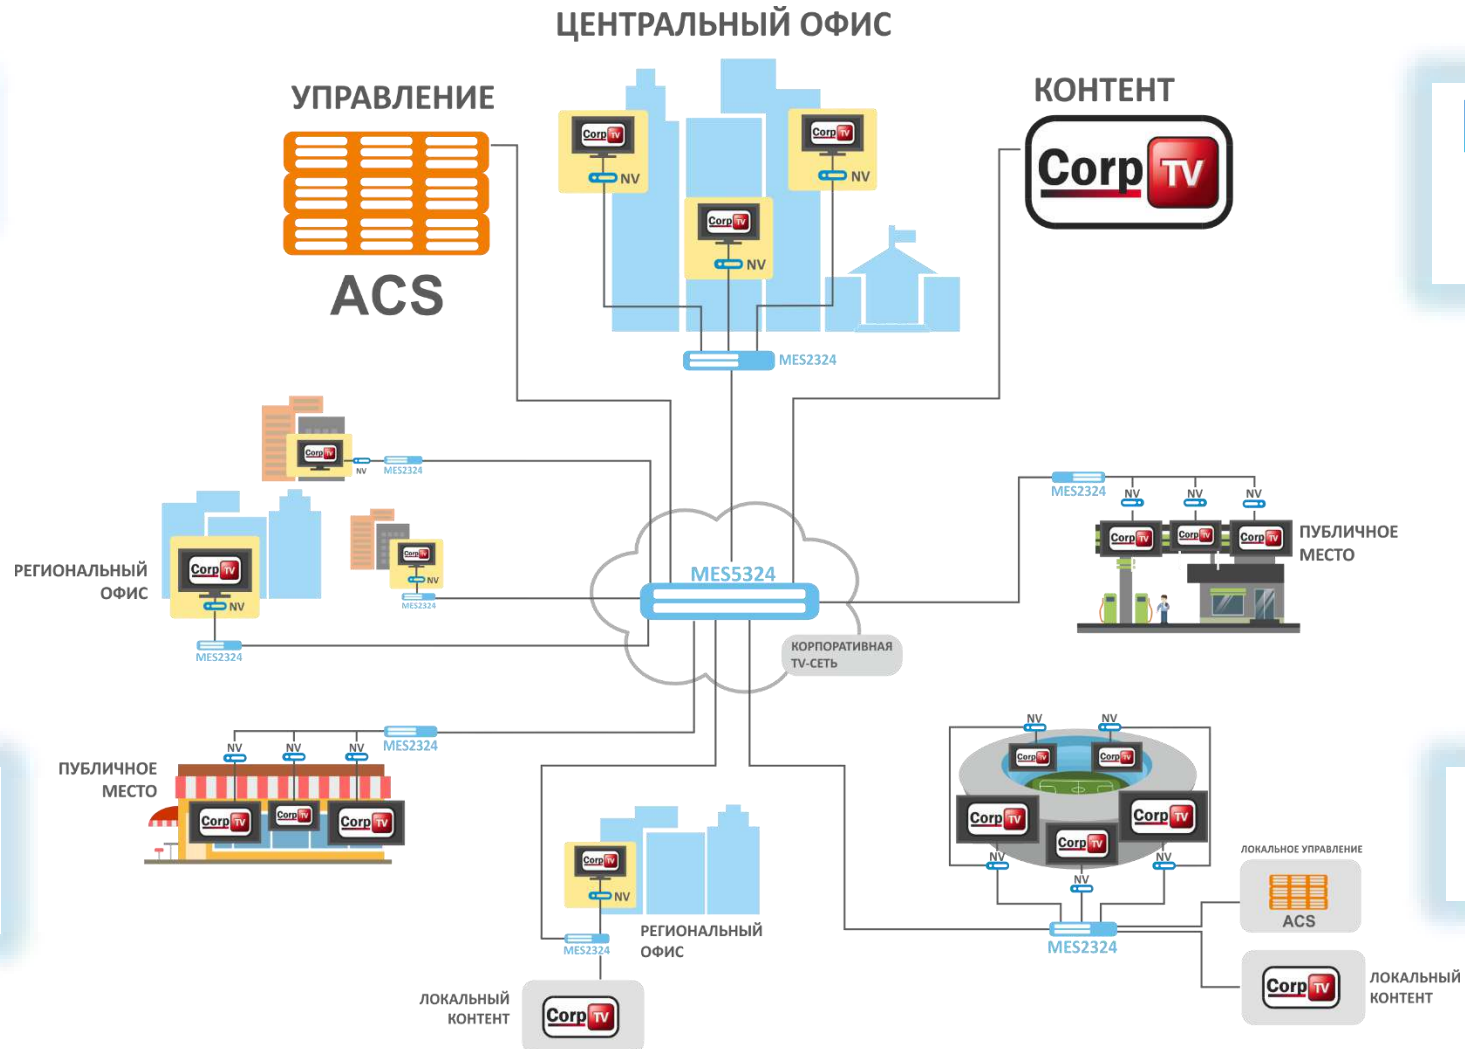 ЦЕНТРАЛЬНЫЙ ОФИС
УПРАВЛЕНИЕ
КОНТЕНТ
Corp TV
Corp TV
Corp TV
NV
NV
Corp TV
NV
ACS
MES2324
Corp TV
NV
MES2324
MES2324
NV
NV
NV
Corp TV
Corp TV
Corp TV
ПУБЛИЧНОЕ
МЕСТО
Corp TV
NV
MES2324
РЕГИОНАЛЬНЫЙ
ОФИС
Corp TV
NV
MES2324
MES5324
КОРПОРАТИВНАЯ
TV-СЕТЬ
ПУБЛИЧНОЕ
МЕСТО
NV
NV
NV
MES2324
Corp TV
Corp TV
Corp TV
NV
NV
Corp TV
Corp TV
Corp TV
Corp TV
Corp TV
NV
NV
NV
MES2324
ЛОКАЛЬНОЕ УПРАВЛЕНИЕ
ACS
Corp TV
ЛОКАЛЬНЫЙ
КОНТЕНТ
Corp TV
NV
MES2324
РЕГИОНАЛЬНЫЙ
ОФИС
ЛОКАЛЬНЫЙ
КОНТЕНТ
Corp TV